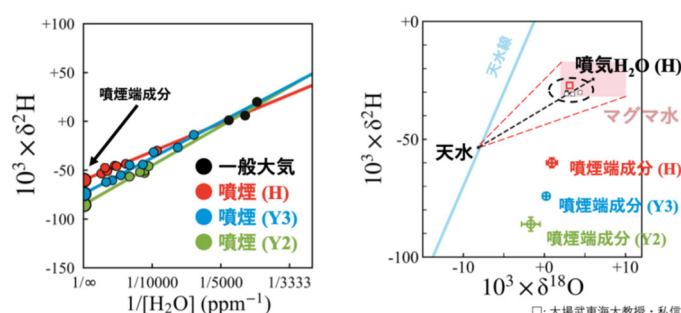 +100
+50
+0
-50
-100
-150
10³ × δ²H
噴煙端成分
一般大気
噴煙 (H)
噴煙 (Y3)
噴煙 (Y2)
1/∞
1/10000
1/5000
1/3333
1/[H₂O] (ppm⁻¹)
+0
-50
-100
10³ × δ²H
天水線
噴気H₂O (H)
マグマ水
天水
噴煙端成分 (H)
噴煙端成分 (Y3)
噴煙端成分 (Y2)
-10
+0
+10
10³ × δ¹⁸O
□: 大場武東海大教授・私信